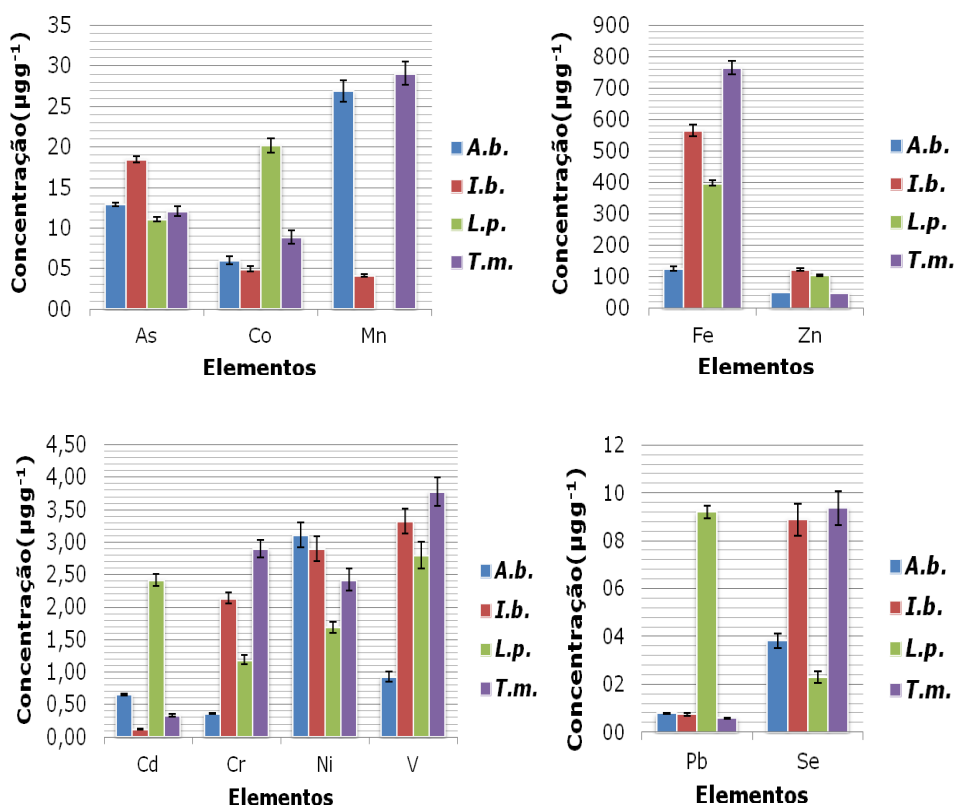 Concentração(µgg⁻¹)
35
30
25
20
15
10
05
00
As Co Mn
Elementos
A.b.
I.b.
L.p.
T.m.
Concentração(µgg⁻¹)
900
800
700
600
500
400
300
200
100
00
Fe Zn
Elementos
A.b.
I.b.
L.p.
T.m.
Concentração(µgg⁻¹)
4,50
4,00
3,50
3,00
2,50
2,00
1,50
1,00
0,50
0,00
Cd Cr Ni V
Elementos
A.b.
I.b.
L.p.
T.m.
Concentração(µgg⁻¹)
12
10
08
06
04
02
00
Pb Se
Elementos
A.b.
I.b.
L.p.
T.m.